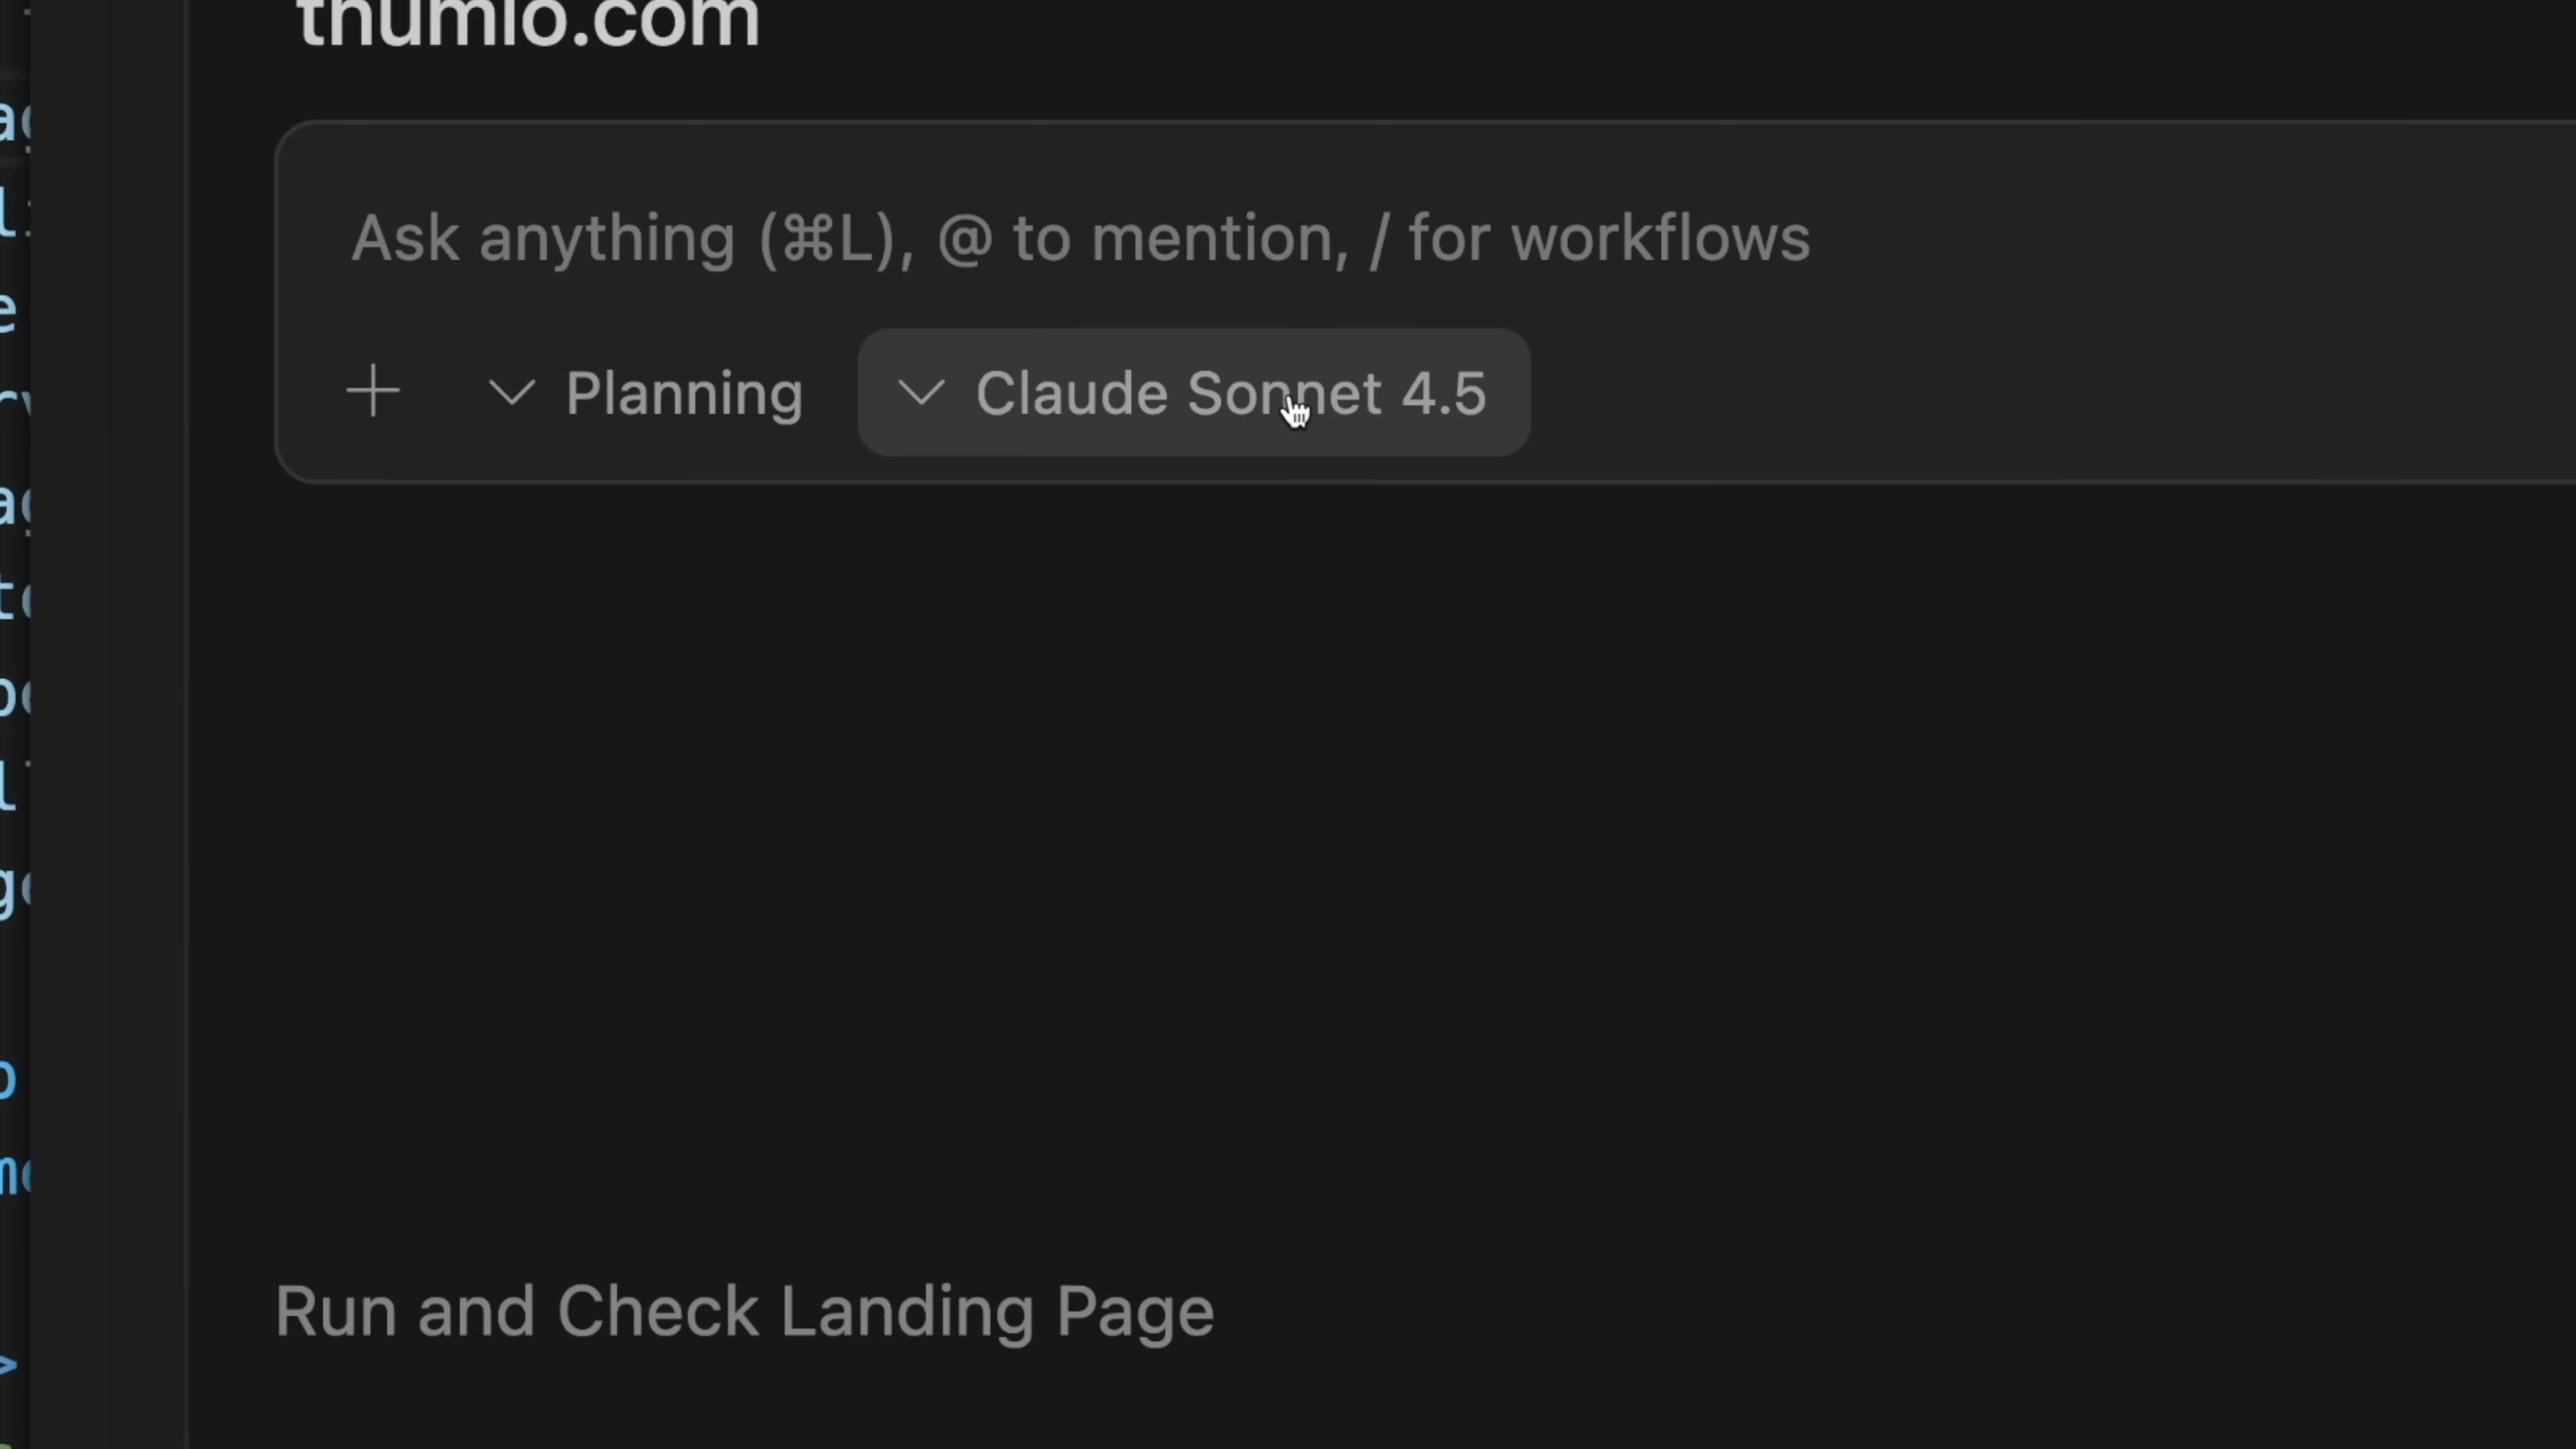 thumio.com
Ask anything (⌘L), @ to mention, / for workflows
Planning
Claude Sonnet 4.5
Run and Check Landing Page